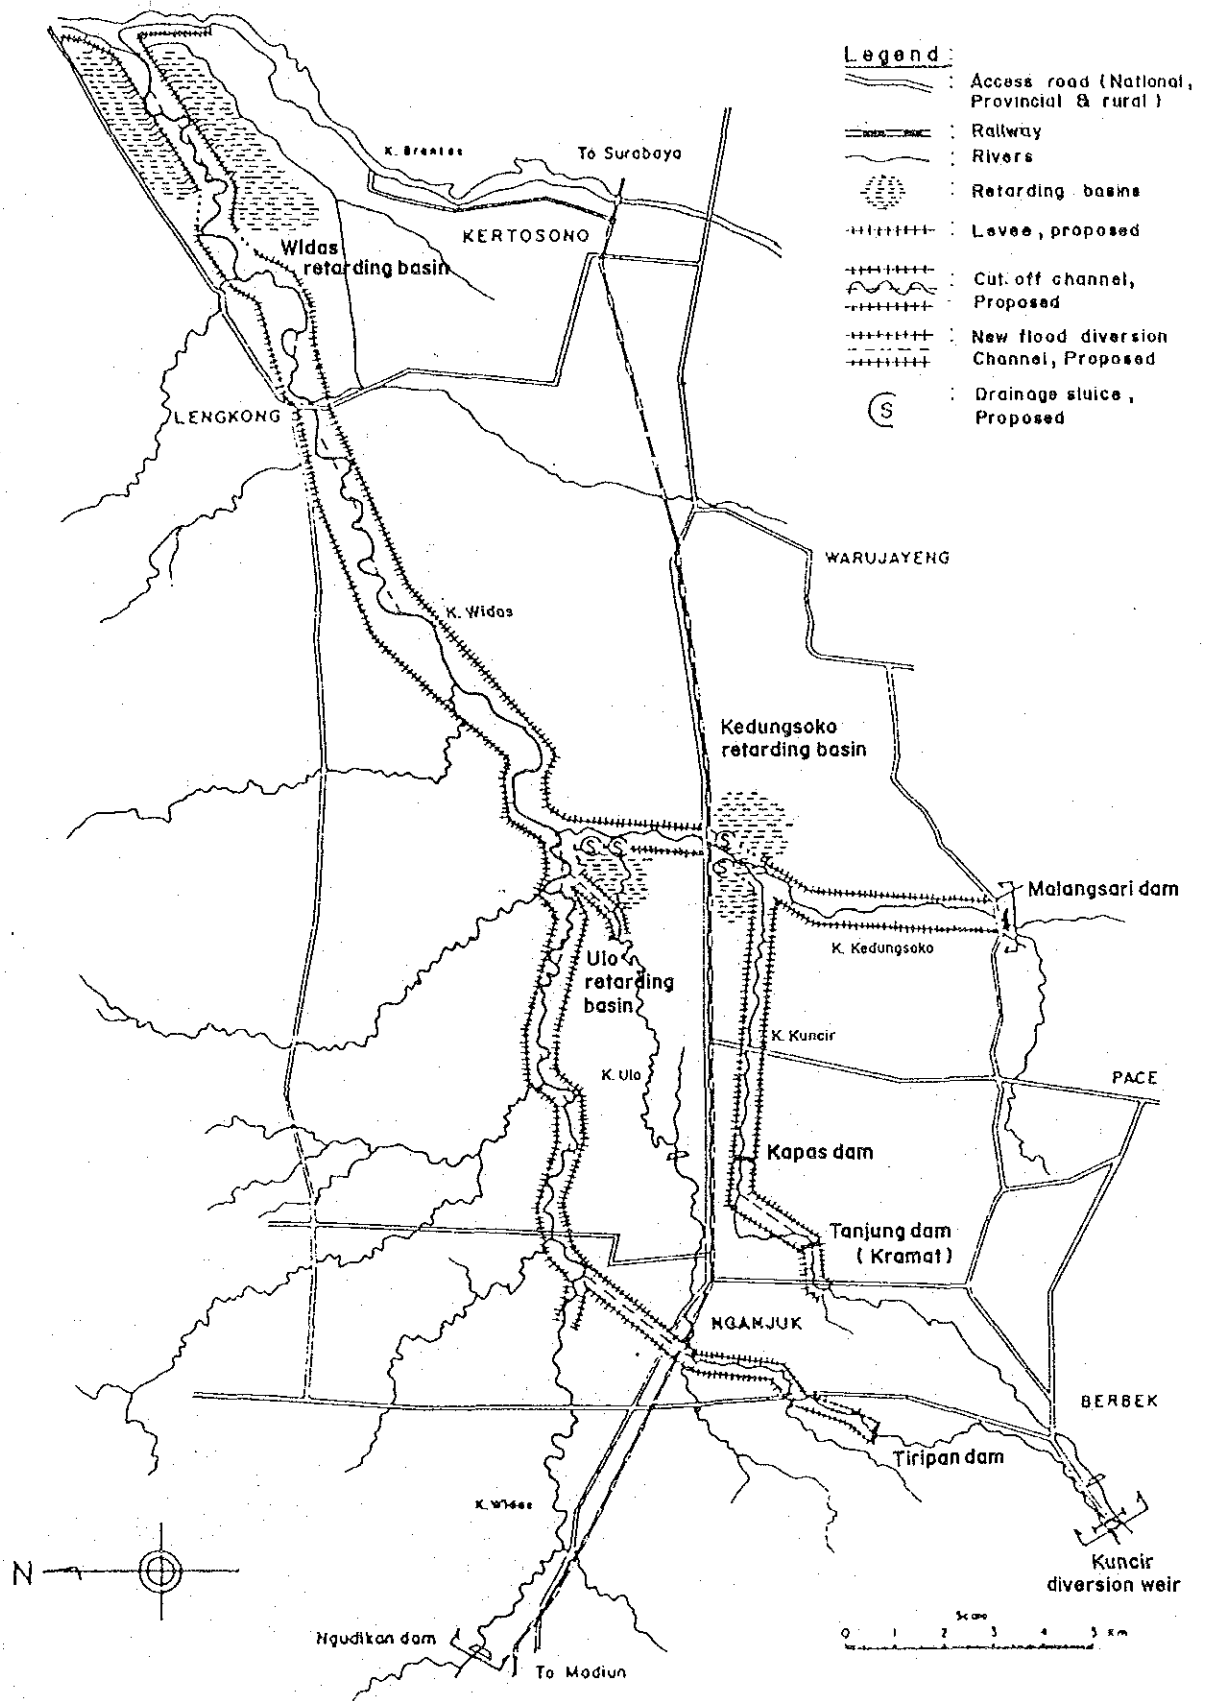 Legend :
: Access road (National,
Provincial & rural)
: Railway
: Rivers
: Retarding basins
: Levee, proposed
: Cut off channel,
Proposed
: New flood diversion
Channel, Proposed
S
: Drainage sluice,
Proposed
K. Brantas
To Surabaya
KERTOSONO
Widas
retarding basin
LENGKONG
WARUJAYENG
K. Widas
Kedungsoko
retarding basin
S
S
S
S
Malangsari dam
K. Kedungsoko
Ulo
retarding
basin
K. Kuncir
K. Ulo
PACE
Kapas dam
Tanjung dam
(Kramat)
NGANJUK
BERBEK
Tiripan dam
K. Widas
N
Kuncir
diversion weir
Scale
0 1 2 3 4 5 Km
Ngudikan dam
To Madiun